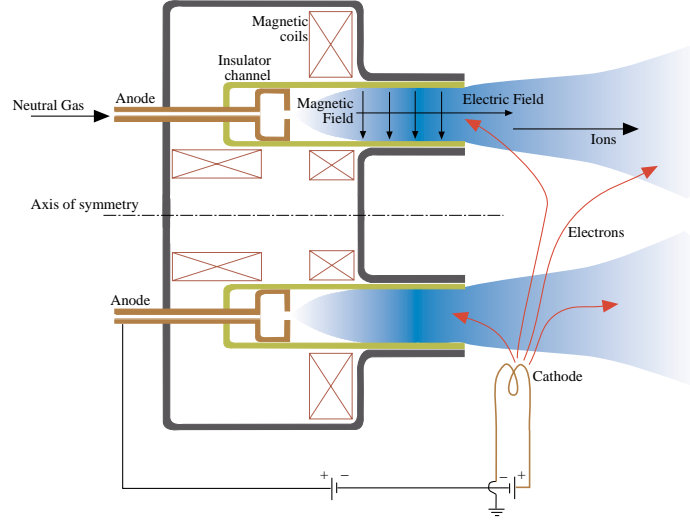 Magnetic
coils
Insulator
channel
Neutral Gas
Anode
Magnetic
Field
Electric Field
Ions
Axis of symmetry
Electrons
Anode
Cathode
+ −
− +